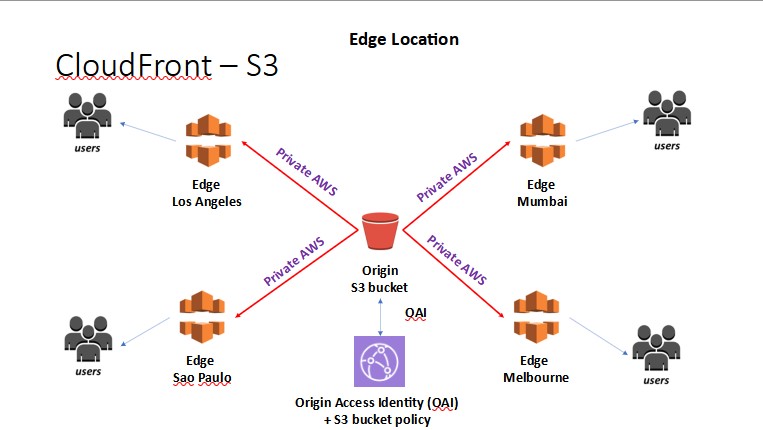 Edge Location
CloudFront – S3
users
Edge
Los Angeles
Private AWS
Private AWS
Edge
Mumbai
users
Origin
S3 bucket
Private AWS
Private AWS
OAI
users
Edge
Sao Paulo
Edge
Melbourne
users
Origin Access Identity (OAI)
+ S3 bucket policy